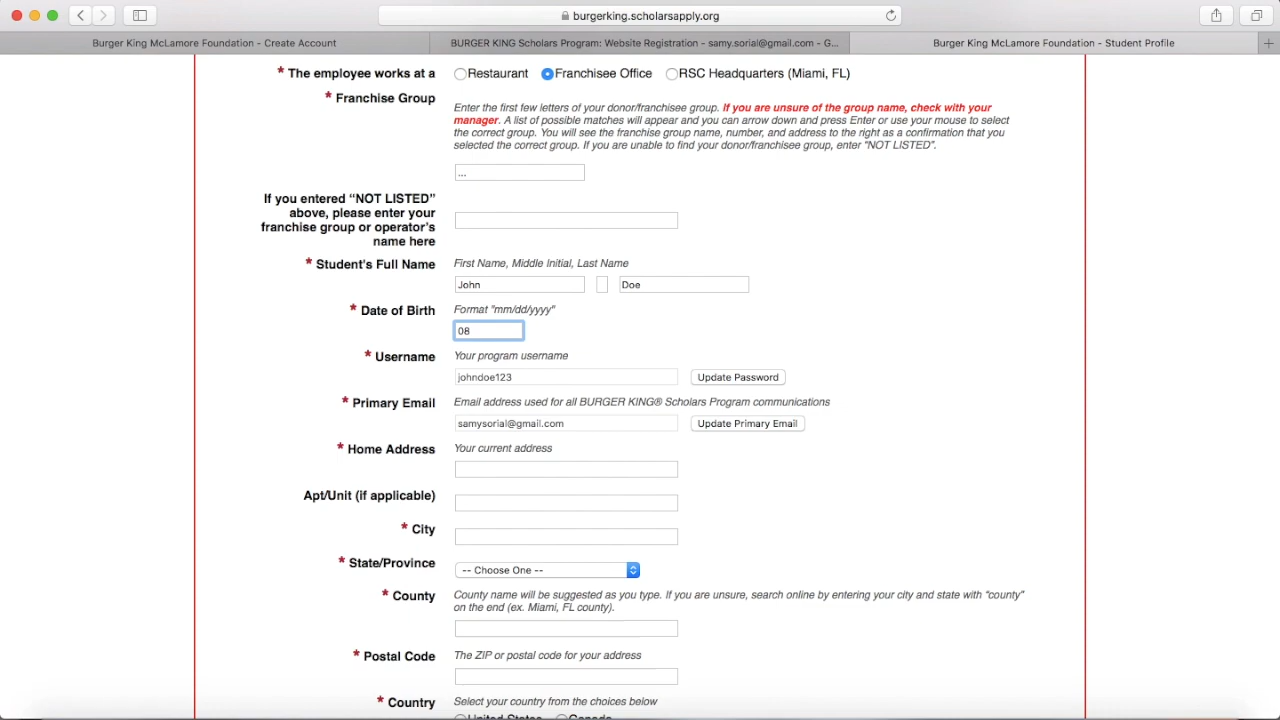 burgerking.scholarsapply.org
Burger King McLamore Foundation - Create Account
BURGER KING Scholars Program: Website Registration - samy.sorial@gmail.com - G...
Burger King McLamore Foundation - Student Profile
* The employee works at a
Restaurant
Franchisee Office
RSC Headquarters (Miami, FL)
* Franchise Group
Enter the first few letters of your donor/franchisee group. If you are unsure of the group name, check with your
manager. A list of possible matches will appear and you can arrow down and press Enter or use your mouse to select
the correct group. You will see the franchise group name, number, and address to the right as a confirmation that you
selected the correct group. If you are unable to find your donor/franchisee group, enter "NOT LISTED".
...
If you entered “NOT LISTED”
above, please enter your
franchise group or operator’s
name here
* Student's Full Name
First Name, Middle Initial, Last Name
John
Doe
* Date of Birth
Format "mm/dd/yyyy"
08
* Username
Your program username
johndoe123
Update Password
* Primary Email
Email address used for all BURGER KING® Scholars Program communications
samysorial@gmail.com
Update Primary Email
* Home Address
Your current address
Apt/Unit (if applicable)
* City
* State/Province
-- Choose One --
* County
County name will be suggested as you type. If you are unsure, search online by entering your city and state with “county”
on the end (ex. Miami, FL county).
* Postal Code
The ZIP or postal code for your address
* Country
Select your country from the choices below
United States
Canada